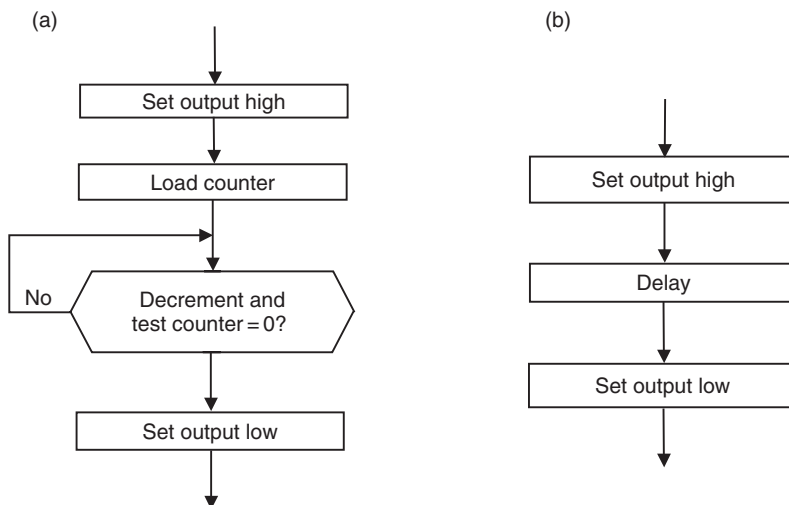 (a)
Set output high
Load counter
No
Decrement and
test counter = 0?
Set output low
(b)
Set output high
Delay
Set output low